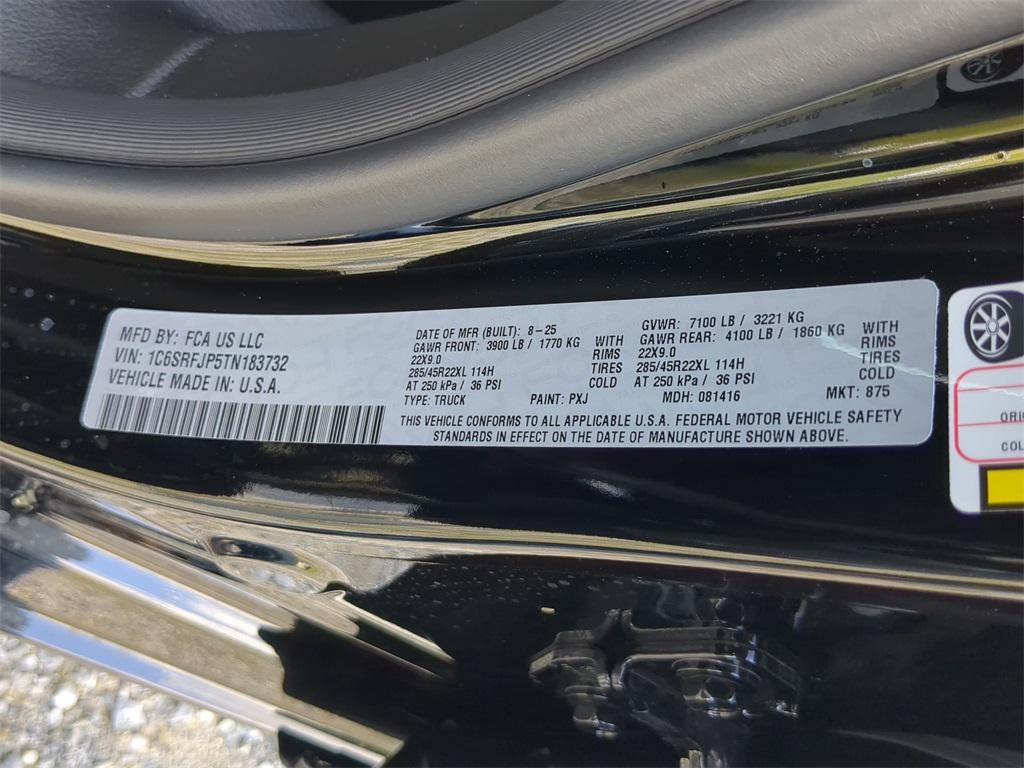 MFD BY: FCA US LLC
VIN: 1C6SRFJP5TN183732
VEHICLE MADE IN: U.S.A.
DATE OF MFR (BUILT): 8-25
GAWR FRONT: 3900 LB / 1770 KG WITH
22X9.0 RIMS
285/45R22XL 114H TIRES
AT 250 kPa / 36 PSI COLD
TYPE: TRUCK PAINT: PXJ
GVWR: 7100 LB / 3221 KG
GAWR REAR: 4100 LB / 1860 KG WITH
22X9.0 RIMS
285/45R22XL 114H TIRES
AT 250 kPa / 36 PSI COLD
MDH: 081416 MKT: 875
THIS VEHICLE CONFORMS TO ALL APPLICABLE U.S.A. FEDERAL MOTOR VEHICLE SAFETY
STANDARDS IN EFFECT ON THE DATE OF MANUFACTURE SHOWN ABOVE.